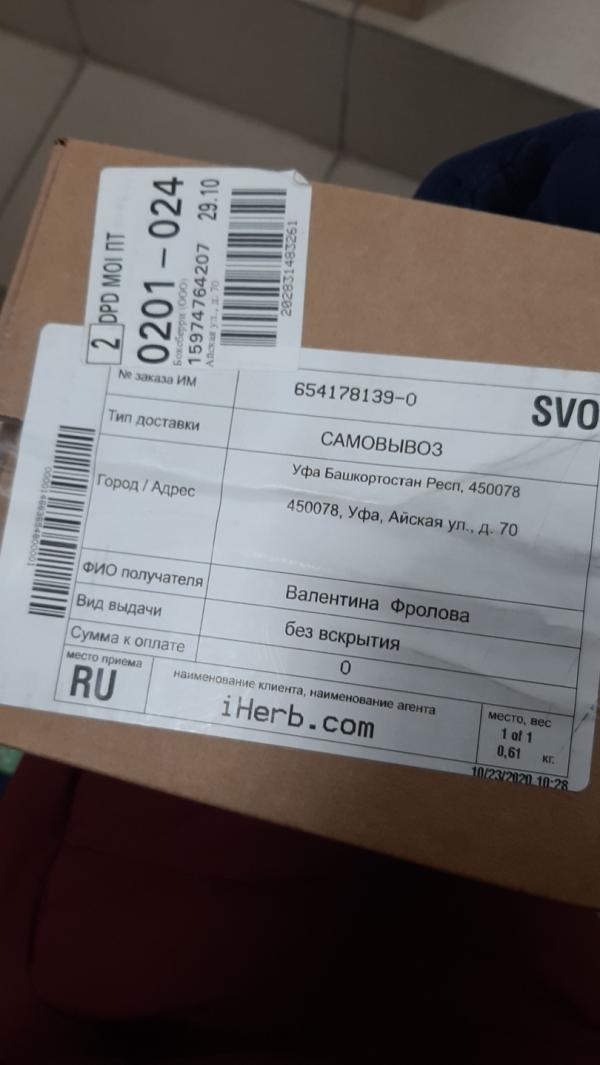 2 DPD MOI ПТ
0201-024
Боксберри (ООО)
15974764207 29.10
Айская ул., д. 70
202831483261
№ заказа ИМ 654178139-0 SVO
Тип доставки САМОВЫВОЗ
Город / Адрес Уфа Башкортостан Респ, 450078
450078, Уфа, Айская ул., д. 70
ФИО получателя Валентина Фролова
Вид выдачи без вскрытия
Сумма к оплате 0
место приема наименование клиента, наименование агента место, вес
RU iHerb.com 1 of 1
0,61 кг.
10/23/2020 10:28